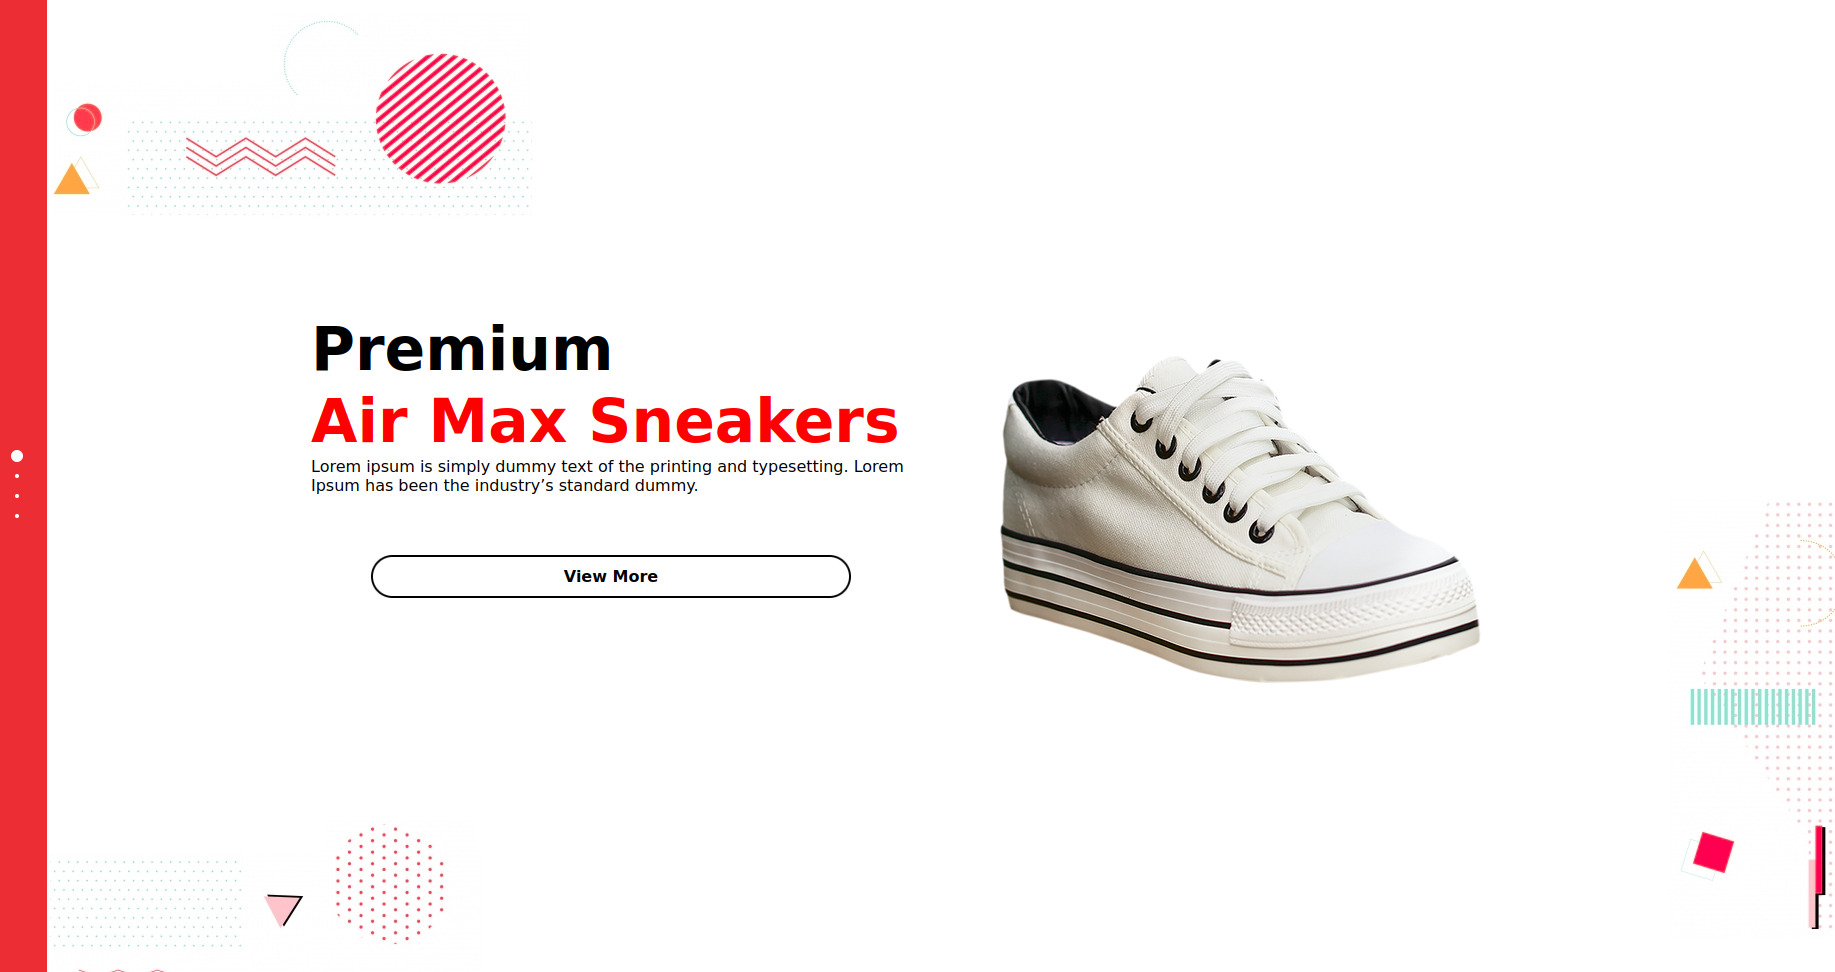 Premium
Air Max Sneakers
Lorem ipsum is simply dummy text of the printing and typesetting. Lorem
Ipsum has been the industry’s standard dummy.
View More